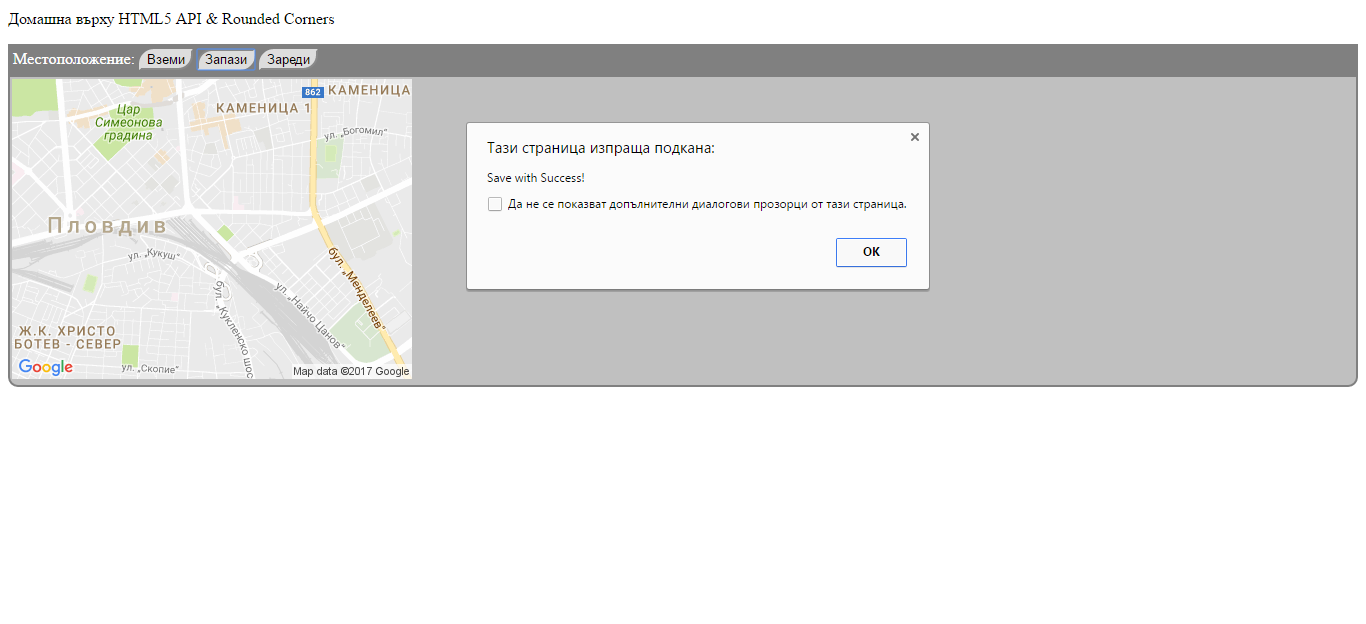 Домашна върху HTML5 API & Rounded Corners
Местоположение: Вземи Запази Зареди
862 КАМЕНИЦА
КАМЕНИЦА 1
Цар
Симеонова
градина
ул. „Богомил“
Пловдив
ул. „Кукуш“
бул. „Менделеев“
ул. „Найчо Цанов“
бул. „Кукленско шос
Ж.К. ХРИСТО
БОТЕВ - СЕВЕР
ул. „Скопие“
Google
Map data ©2017 Google
Тази страница изпраща подкана:
Save with Success!
Да не се показват допълнителни диалогови прозорци от тази страница.
OK